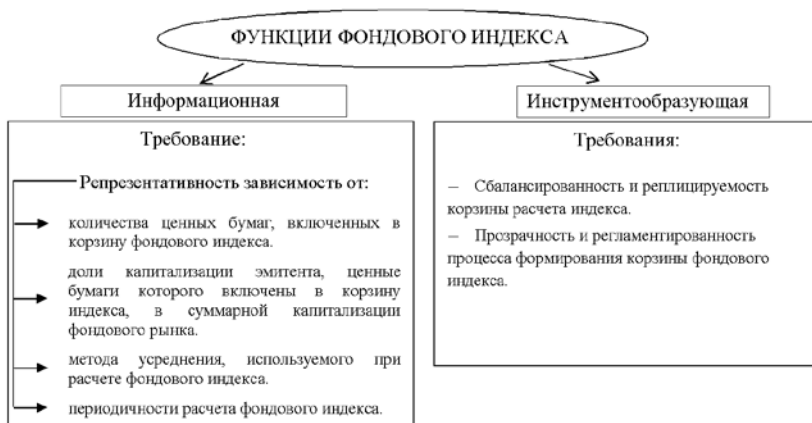 ФУНКЦИИ ФОНДОВОГО ИНДЕКСА
Информационная
Требование:
Репрезентативность зависимость от:
количества ценных бумаг, включенных в
корзину фондового индекса.
доли капитализации эмитента, ценные
бумаги которого включены в корзину
индекса, в суммарной капитализации
фондового рынка.
метода усреднения, используемого при
расчете фондового индекса.
периодичности расчета фондового индекса.
Инструментообразующая
Требования:
– Сбалансированность и реплицируемость
корзины расчета индекса.
– Прозрачность и регламентированность
процесса формирования корзины фондового
индекса.